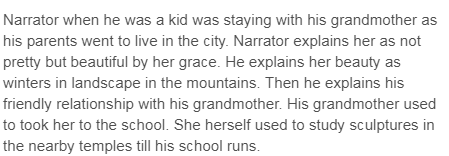 Narrator when he was a kid was staying with his grandmother as
his parents went to live in the city. Narrator explains her as not
pretty but beautiful by her grace. He explains her beauty as
winters in landscape in the mountains. Then he explains his
friendly relationship with his grandmother. His grandmother used
to took her to the school. She herself used to study sculptures in
the nearby temples till his school runs.